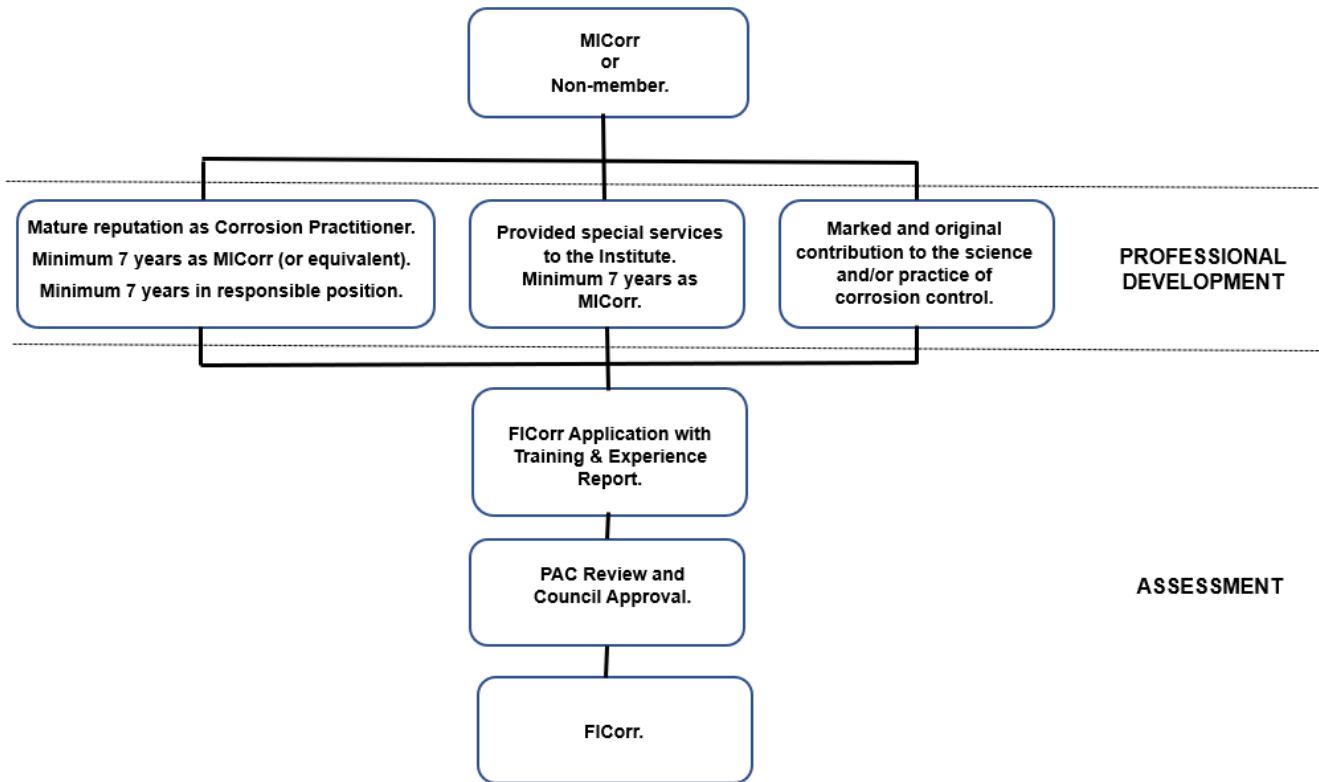 MICorr
or
Non-member.
Mature reputation as Corrosion Practitioner.
Minimum 7 years as MICorr (or equivalent).
Minimum 7 years in responsible position.
Provided special services
to the Institute.
Minimum 7 years as
MICorr.
Marked and original
contribution to the science
and/or practice of
corrosion control.
PROFESSIONAL
DEVELOPMENT
FICorr Application with
Training & Experience
Report.
PAC Review and
Council Approval.
ASSESSMENT
FICorr.